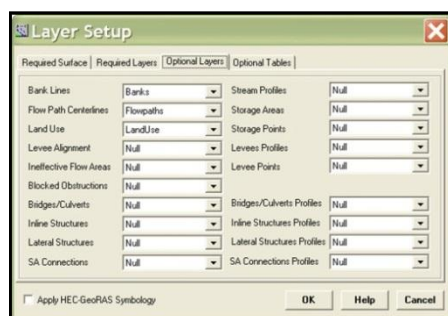 Layer Setup
Required Surface Required Layers Optional Layers Optional Tables
Bank Lines Banks Stream Profiles Null
Flow Path Centerlines Flowpaths Storage Areas Null
Land Use LandUse Storage Points Null
Levee Alignment Null Levees Profiles Null
Ineffective Flow Areas Null Levee Points Null
Blocked Obstructions Null
Bridges/Culverts Null Bridges/Culverts Profiles Null
Inline Structures Null Inline Structures Profiles Null
Lateral Structures Null Lateral Structures Profiles Null
SA Connections Null SA Connections Profiles Null
Apply HEC-GeoRAS Symbology OK Help Cancel